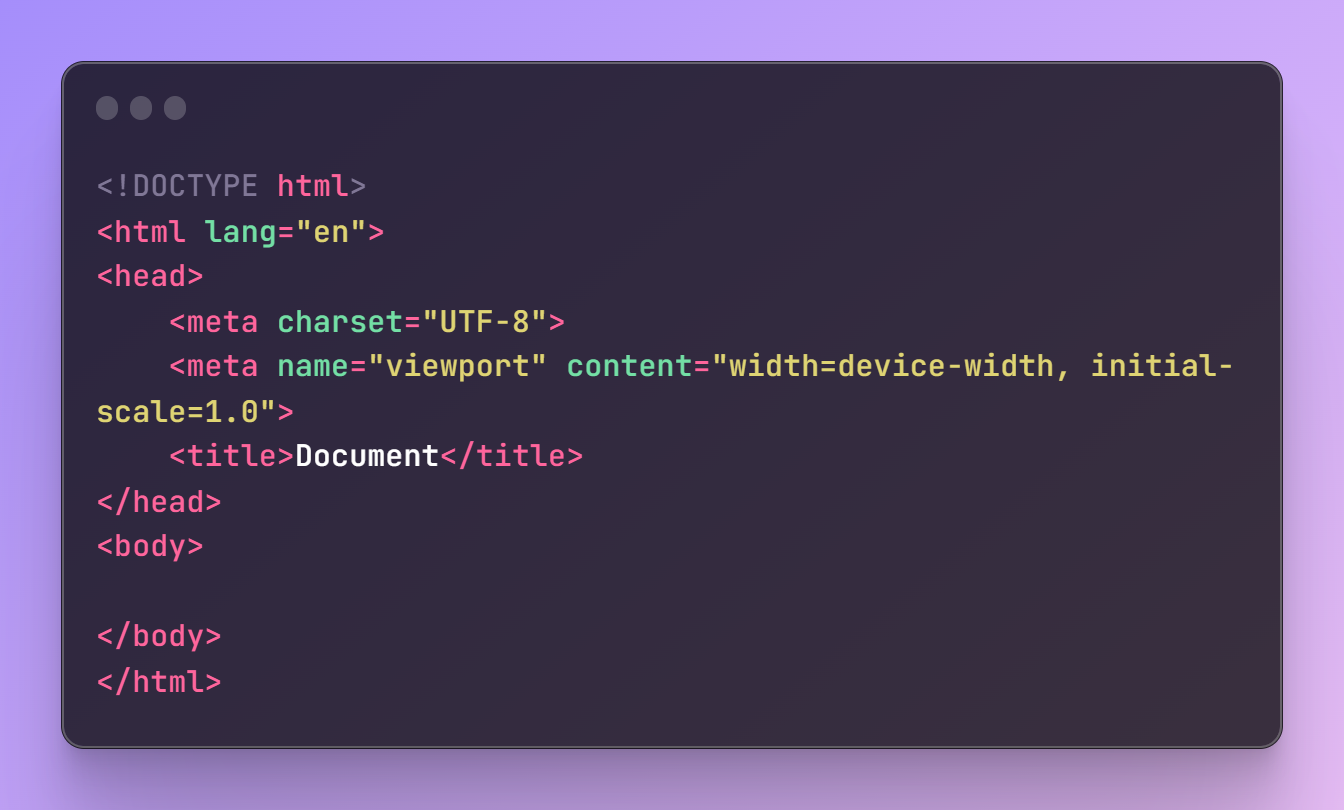 <!DOCTYPE html>
<html lang="en">
<head>
    <meta charset="UTF-8">
    <meta name="viewport" content="width=device-width, initial-
scale=1.0">
    <title>Document</title>
</head>
<body>

</body>
</html>